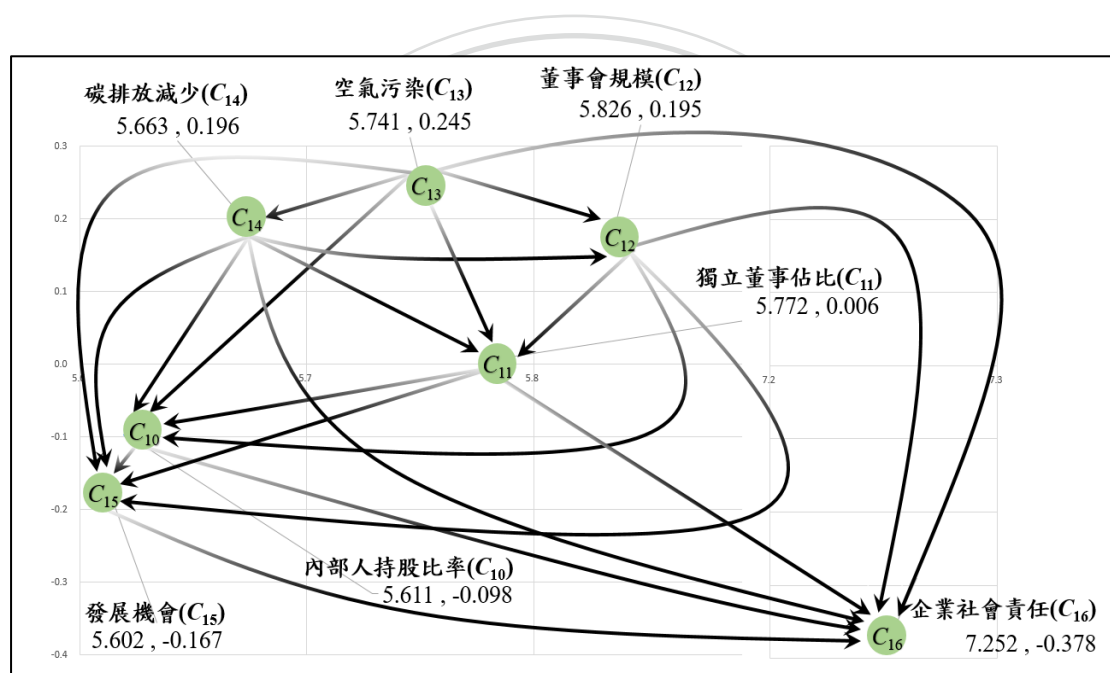 碳排放減少(C14)
5.663 , 0.196
空氣污染(C13)
5.741 , 0.245
董事會規模(C12)
5.826 , 0.195
0.3
C13
0.2
C14
C12
獨立董事佔比(C11)
5.772 , 0.006
0.1
0.0
C11
5.7
5.8
7.2
7.3
-0.1
C10
C15
-0.2
內部人持股比率(C10)
5.611 , -0.098
-0.3
發展機會(C15)
5.602 , -0.167
企業社會責任(C16)
7.252 , -0.378
C16
-0.4